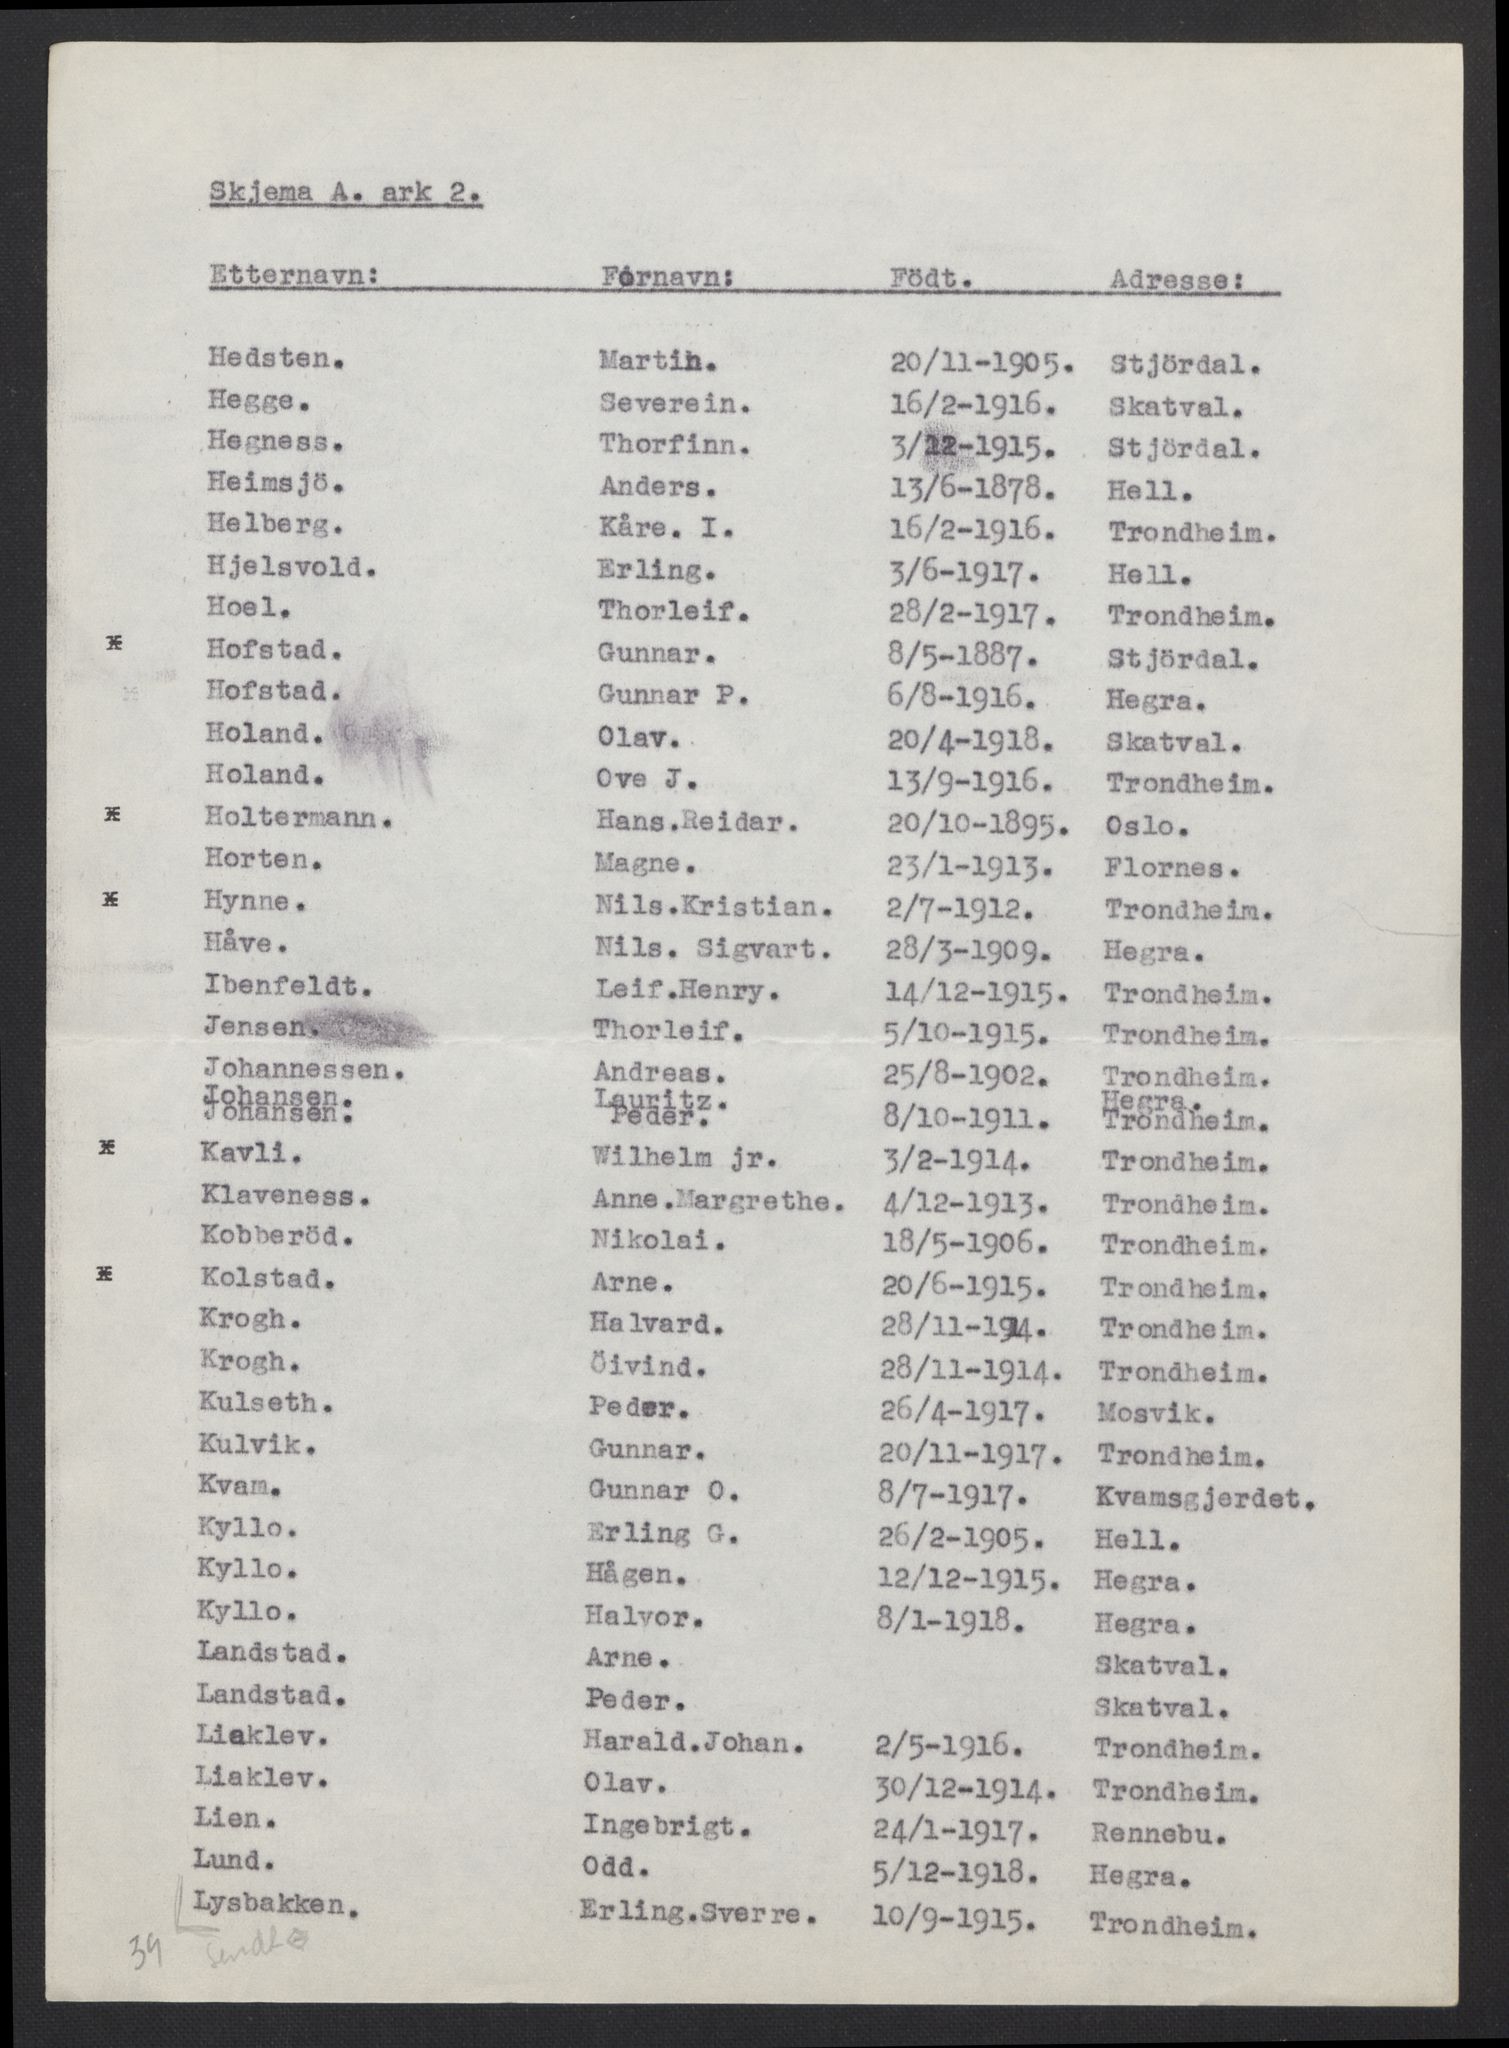 Skjema A. ark 2.
Etternavn: Fornavn: Födt. Adresse:
Hedsten. Martin. 20/11-1905. Stjördal.
Hegge. Severein. 16/2-1916. Skatval.
Hegness. Thorfinn. 3/12-1915. Stjördal.
Heimsjö. Anders. 13/6-1878. Hell.
Helberg. Kåre. I. 16/2-1916. Trondheim.
Hjelsvold. Erling. 3/6-1917. Hell.
Hoel. Thorleif. 28/2-1917. Trondheim.
* Hofstad. Gunnar. 8/5-1887. Stjördal.
Hofstad. Gunnar P. 6/8-1916. Hegra.
Holand. Olav. 20/4-1918. Skatval.
Holand. Ove J. 13/9-1916. Trondheim.
* Holtermann. Hans.Reidar. 20/10-1895. Oslo.
Horten. Magne. 23/1-1913. Flornes.
* Hynne. Nils.Kristian. 2/7-1912. Trondheim.
Håve. Nils. Sigvart. 28/3-1909. Hegra.
Ibenfeldt. Leif.Henry. 14/12-1915. Trondheim.
Jensen. Thorleif. 5/10-1915. Trondheim.
Johannessen. Andreas. 25/8-1902. Trondheim.
Johansen. Lauritz. Hegra.
Johansen. Peder. 8/10-1911. Trondheim.
* Kavli. Wilhelm jr. 3/2-1914. Trondheim.
Klaveness. Anne.Margrethe. 4/12-1913. Trondheim.
Kobberöd. Nikolai. 18/5-1906. Trondheim.
* Kolstad. Arne. 20/6-1915. Trondheim.
Krogh. Halvard. 28/11-1914. Trondheim.
Krogh. Öivind. 28/11-1914. Trondheim.
Kulseth. Peder. 26/4-1917. Mosvik.
Kulvik. Gunnar. 20/11-1917. Trondheim.
Kvam. Gunnar O. 8/7-1917. Kvamsgjerdet.
Kyllo. Erling G. 26/2-1905. Hell.
Kyllo. Hågen. 12/12-1915. Hegra.
Kyllo. Halvor. 8/1-1918. Hegra.
Landstad. Arne. Skatval.
Landstad. Peder. Skatval.
Liaklev. Harald.Johan. 2/5-1916. Trondheim.
Liaklev. Olav. 30/12-1914. Trondheim.
Lien. Ingebrigt. 24/1-1917. Rennebu.
Lund. Odd. 5/12-1918. Hegra.
Lysbakken. Erling.Sverre. 10/9-1915. Trondheim.
39